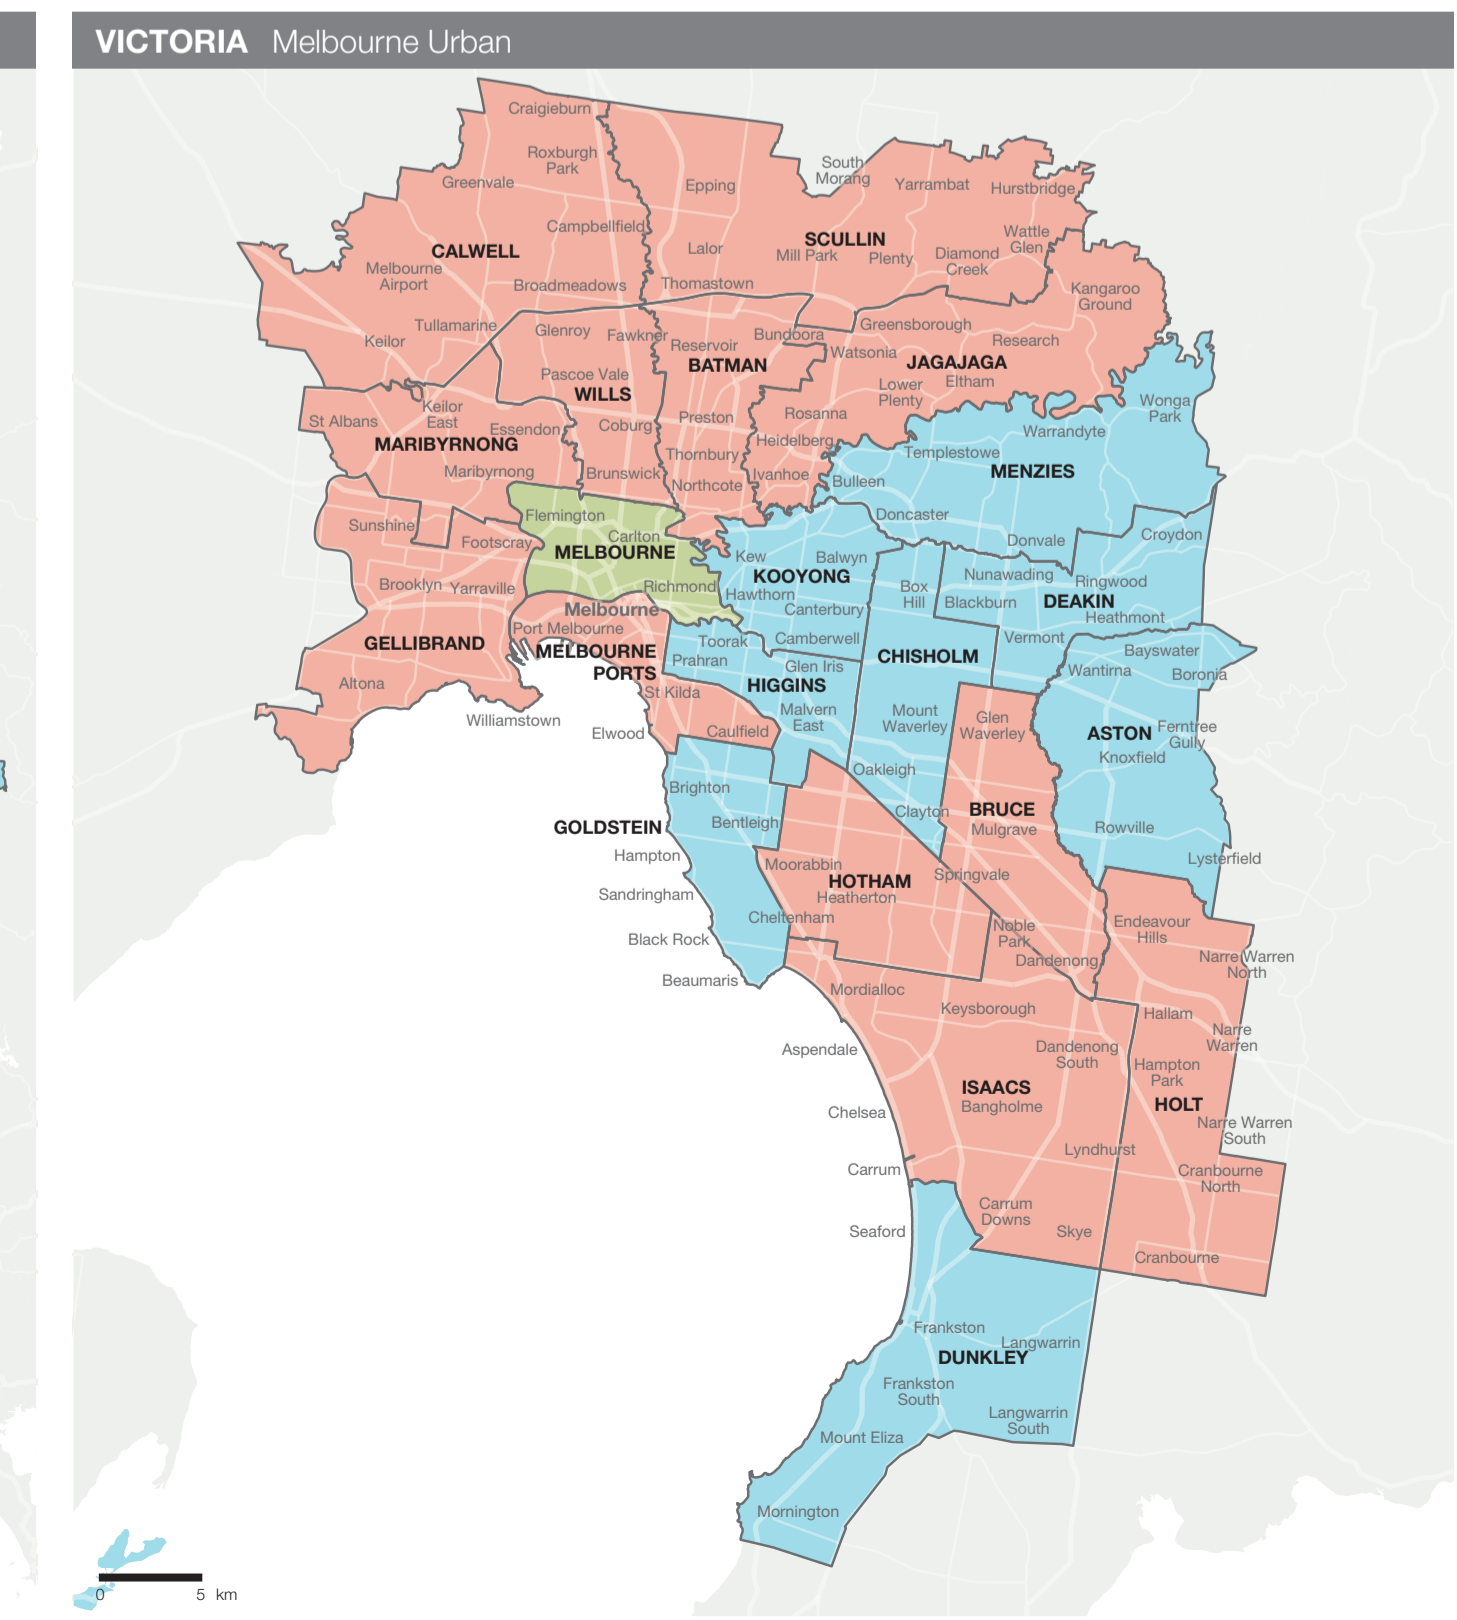 VICTORIA Melbourne Urban
Craigieburn
Roxburgh
Park
Greenvale
Campbellfield
CALWELL
Melbourne
Airport
Broadmeadows
Tullamarine
Keilor
Epping
South
Morang
Yarrambat
Hurstbridge
Lalor
SCULLIN
Mill Park
Plenty
Wattle
Glen
Diamond
Creek
Thomastown
Kangaroo
Ground
Glenroy
Fawkner
Reservoir
Bundoora
Greensborough
Research
Watsonia
BATMAN
JAGAJAGA
Pascoe Vale
WILLS
Lower
Plenty
Eltham
Wonga
Park
St Albans
Keilor
East
Essendon
Coburg
Preston
Rosanna
Warrandyte
MARIBYRNONG
Heidelberg
Templestowe
Thornbury
MENZIES
Maribyrnong
Brunswick
Northcote
Ivanhoe
Bulleen
Sunshine
Flemington
Doncaster
Footscray
Carlton
Donvale
Croydon
MELBOURNE
Kew
Balwyn
KOOYONG
Nunawading
Ringwood
Brooklyn
Yarraville
Richmond
Hawthorn
Box
Hill
Blackburn
DEAKIN
Melbourne
Canterbury
Heathmont
Port Melbourne
Toorak
Camberwell
Vermont
GELLIBRAND
MELBOURNE
PORTS
Prahran
Glen Iris
CHISHOLM
Bayswater
Wantirna
Boronia
Altona
St Kilda
HIGGINS
Williamstown
Malvern
East
Mount
Waverley
Glen
Waverley
Elwood
Caulfield
ASTON
Ferntree
Gully
Knoxfield
Oakleigh
Brighton
Clayton
BRUCE
Mulgrave
Bentleigh
GOLDSTEIN
Rowville
Hampton
Lysterfield
Moorabbin
HOTHAM
Springvale
Heatherton
Sandringham
Cheltenham
Noble
Park
Endeavour
Hills
Black Rock
Dandenong
Narre Warren
North
Beaumaris
Mordialloc
Keysborough
Hallam
Narre
Warren
Aspendale
Dandenong
South
Hampton
Park
ISAACS
Bangholme
HOLT
Chelsea
Narre Warren
South
Lyndhurst
Carrum
Cranbourne
North
Carrum
Downs
Seaford
Skye
Cranbourne
Frankston
Langwarrin
DUNKLEY
Frankston
South
Langwarrin
South
Mount Eliza
Mornington
0 5 km